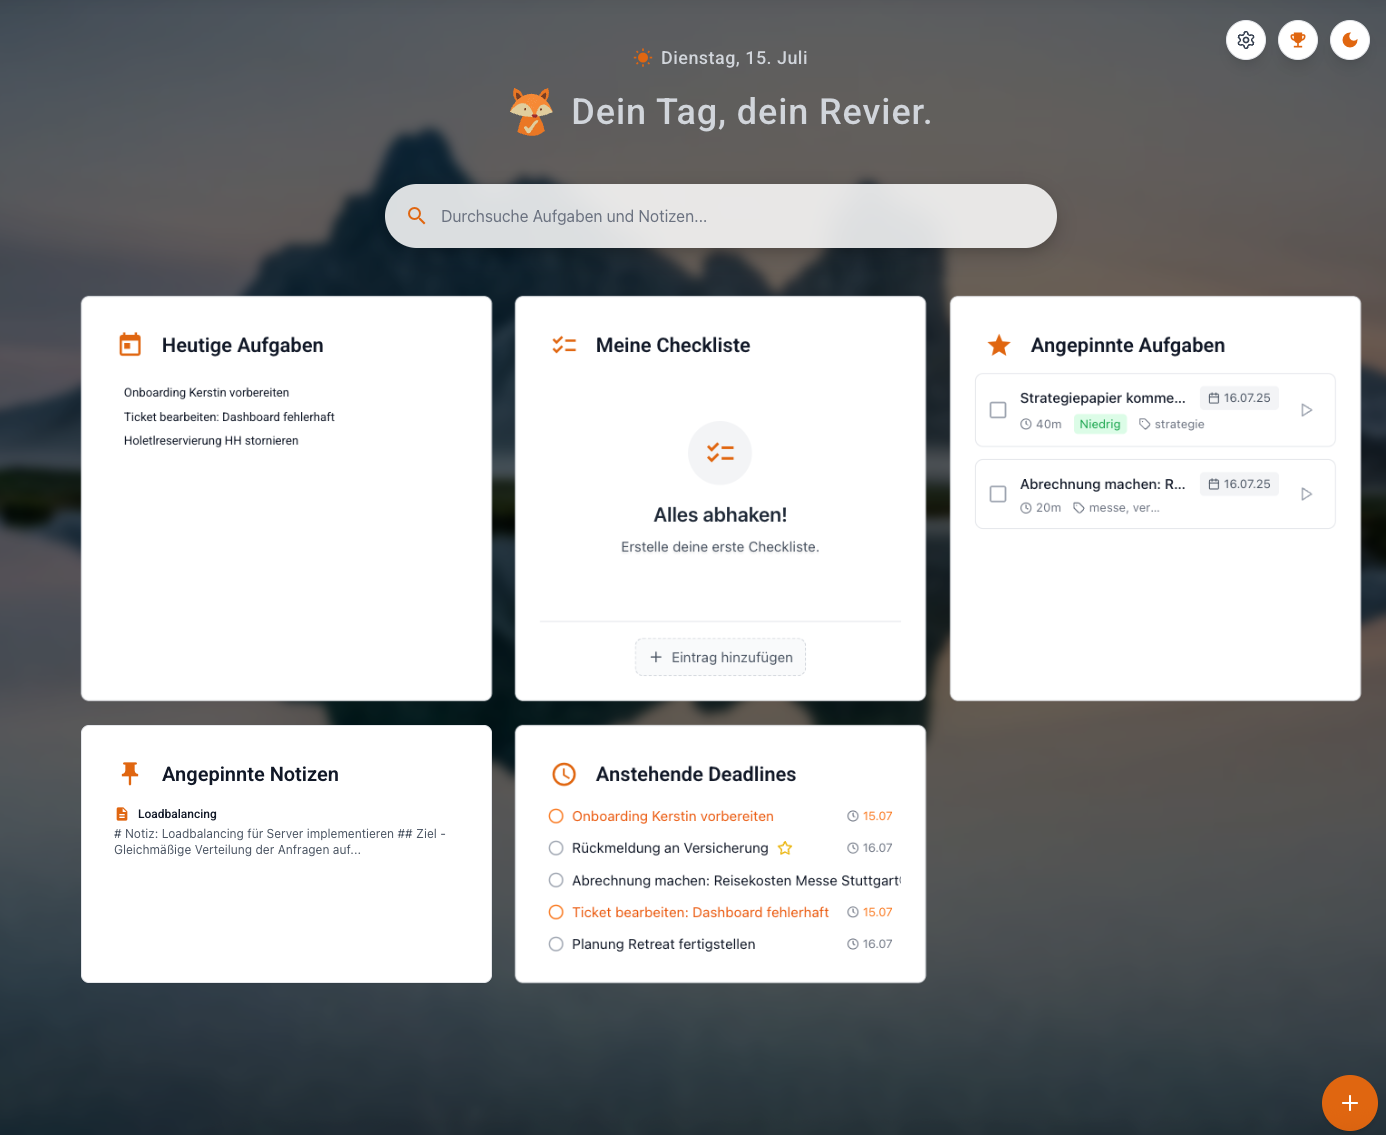 Dienstag, 15. Juli
Dein Tag, dein Revier.
Durchsuche Aufgaben und Notizen...
Heutige Aufgaben
Onboarding Kerstin vorbereiten
Ticket bearbeiten: Dashboard fehlerhaft
Holetlreservierung HH stornieren
Meine Checkliste
Alles abhaken!
Erstelle deine erste Checkliste.
+ Eintrag hinzufügen
Angepinnte Aufgaben
Strategiepapier komme... 16.07.25
40m Niedrig strategie
Abrechnung machen: R... 16.07.25
20m messe, ver...
Angepinnte Notizen
Loadbalancing
# Notiz: Loadbalancing für Server implementieren ## Ziel -
Gleichmäßige Verteilung der Anfragen auf...
Anstehende Deadlines
Onboarding Kerstin vorbereiten 15.07
Rückmeldung an Versicherung 16.07
Abrechnung machen: Reisekosten Messe Stuttgart
Ticket bearbeiten: Dashboard fehlerhaft 15.07
Planung Retreat fertigstellen 16.07